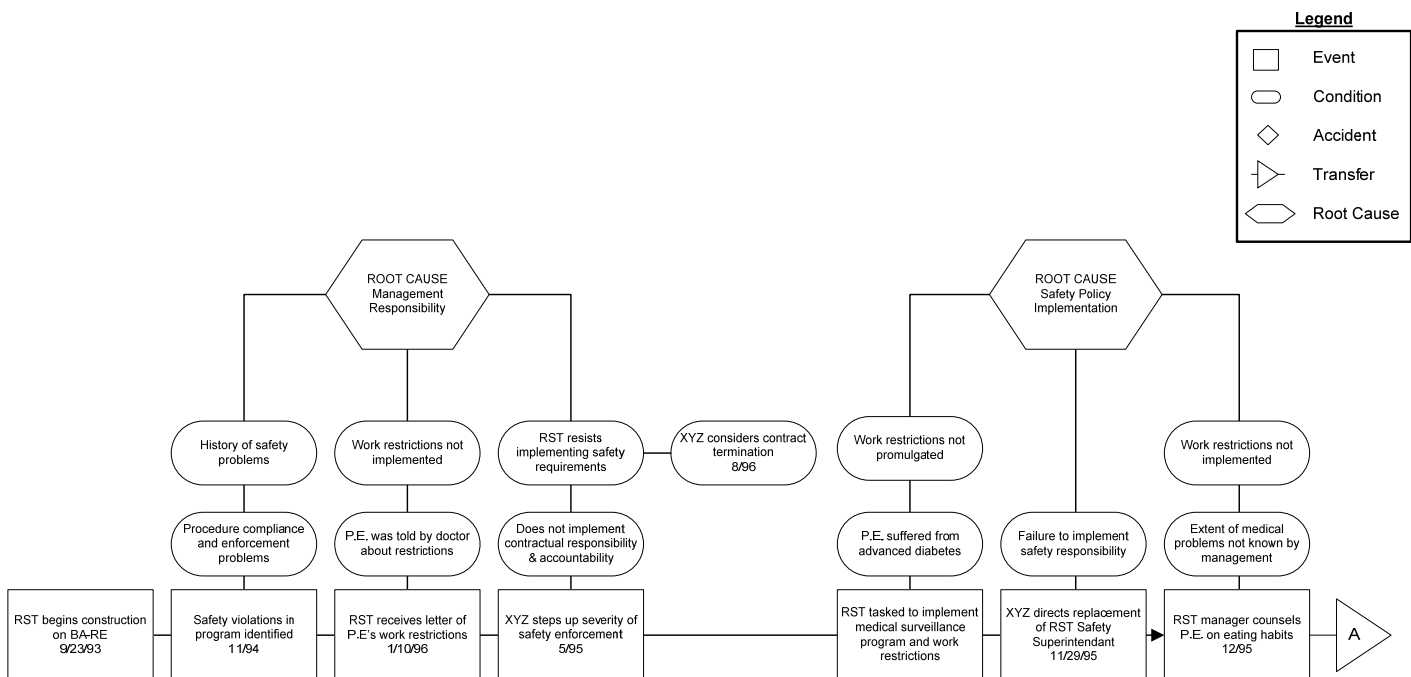 Legend
Event
Condition
Accident
Transfer
Root Cause
ROOT CAUSE
Management
Responsibility
ROOT CAUSE
Safety Policy
Implementation
History of safety
problems
Work restrictions not
implemented
RST resists
implementing safety
requirements
XYZ considers contract
termination
8/96
Work restrictions not
promulgated
Work restrictions not
implemented
Procedure compliance
and enforcement
problems
P.E. was told by doctor
about restrictions
Does not implement
contractual responsibility
& accountability
P.E. suffered from
advanced diabetes
Failure to implement
safety responsibility
Extent of medical
problems not known by
management
RST begins construction
on BA-RE
9/23/93
Safety violations in
program identified
11/94
RST receives letter of
P.E's work restrictions
1/10/96
XYZ steps up severity of
safety enforcement
5/95
RST tasked to implement
medical surveillance
program and work
restrictions
XYZ directs replacement
of RST Safety
Superintendant
11/29/95
RST manager counsels
P.E. on eating habits
12/95
A